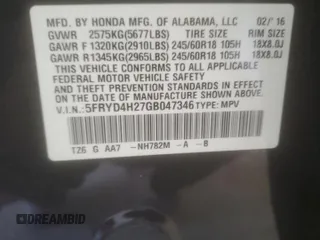 MFD. BY HONDA MFG. OF ALABAMA, LLC 02/ 16
GVWR 2575KG(5677LBS) TIRE SIZE RIM SIZE
GAWR F 1320KG(2910LBS) 245/60R18 105H 18X8.0J
GAWR R1345KG(2965LBS) 245/60R18 105H 18X8.0J
THIS VEHICLE CONFORMS TO ALL APPLICABLE FEDERAL MOTOR VEHICLE
SAFETY AND THEFT PREVENTION STANDARDS IN EFFECT ON THE
DATE OF MANUFACTURE SHOWN ABOVE.
V.I.N.: 5FRYD4H27GB047346 TYPE: MPV
TZ6 G AA7 -NH782M -A -B
DREAMBID